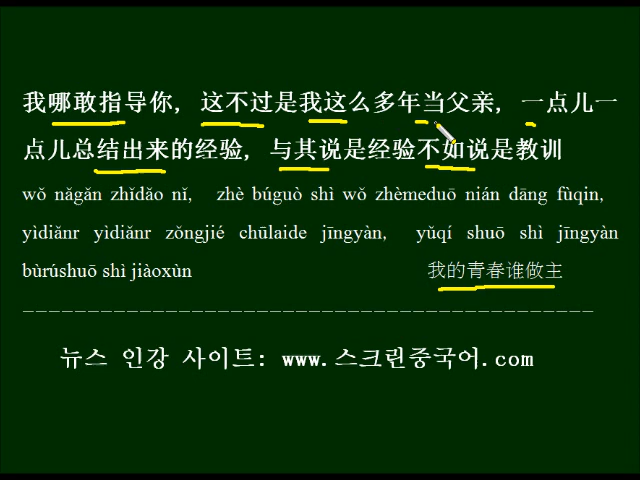 我哪敢指导你，这不过是我这么多年当父亲，一点儿一
点儿总结出来的经验，与其说是经验不如说是教训
wǒ nǎgǎn zhǐdǎo nǐ, zhè búguò shì wǒ zhèmeduō nián dāng fùqin,
yìdiǎnr yìdiǎnr zǒngjié chūlaide jīngyàn, yǔqí shuō shì jīngyàn
bùrúshuō shì jiàoxùn 我的青春谁做主
뉴스 인강 사이트: www.스크린중국어.com